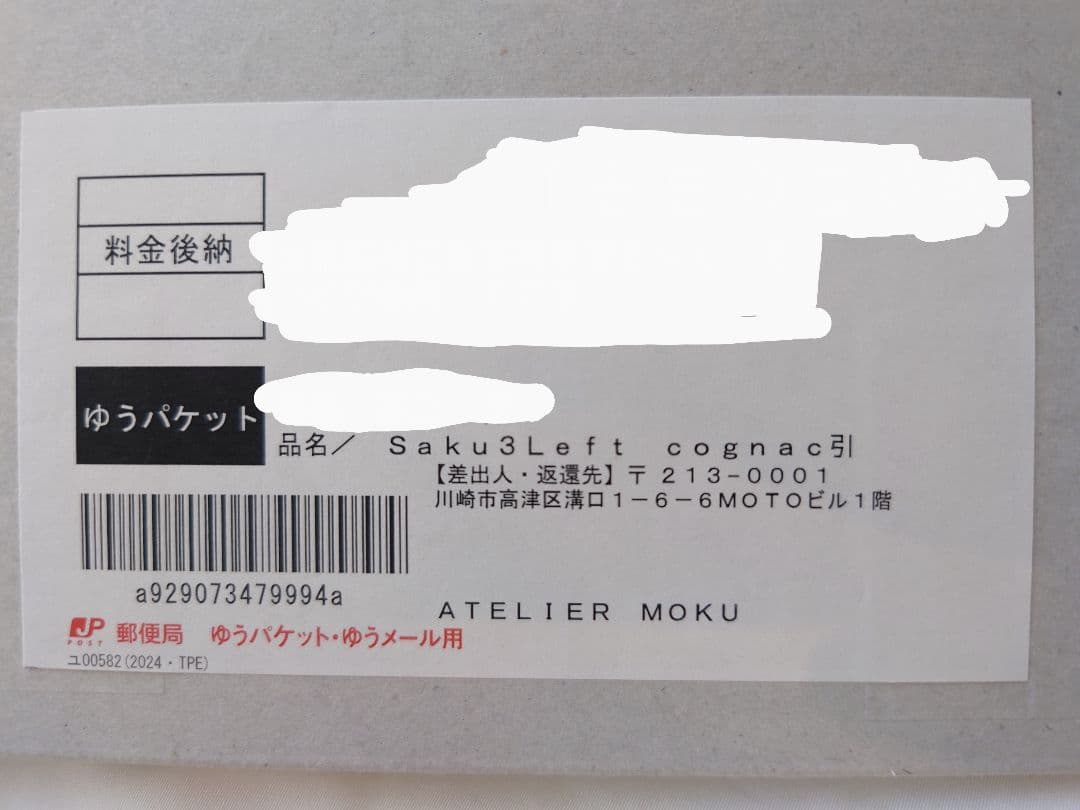 料金後納
ゆうパケット
品名／ Saku3Left cognac引
【差出人・返還先】〒213-0001
川崎市高津区溝口1-6-6MOTOビル1階
a929073479994a
ATELIER MOKU
JP POST 郵便局 ゆうパケット・ゆうメール用
ユ00582(2024・TPE)